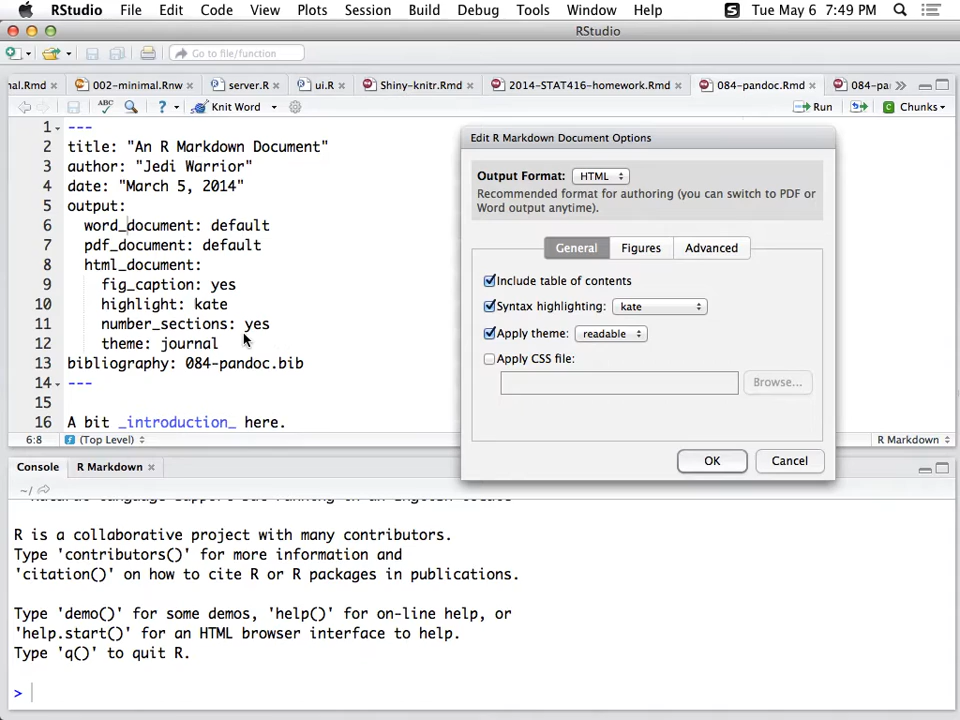 RStudio File Edit Code View Plots Session Build Debug Tools Window Help S Tue May 6 7:49 PM
RStudio
Go to file/function
nal.Rmd × 002-minimal.Rnw × server.R × ui.R × Shiny-knitr.Rmd × 2014-STAT416-homework.Rmd × 084-pandoc.Rmd × 084-pa »
ABC ? Knit Word Run Chunks
1 ---
2 title: "An R Markdown Document"
3 author: "Jedi Warrior"
4 date: "March 5, 2014"
5 output:
6 word_document: default
7 pdf_document: default
8 html_document:
9 fig_caption: yes
10 highlight: kate
11 number_sections: yes
12 theme: journal
13 bibliography: 084-pandoc.bib
14 ---
15
16 A bit _introduction_ here.
6:8 (Top Level) R Markdown
Edit R Markdown Document Options
Output Format: HTML
Recommended format for authoring (you can switch to PDF or
Word output anytime).
General Figures Advanced
Include table of contents
Syntax highlighting: kate
Apply theme: readable
Apply CSS file:
Browse...
OK Cancel
Console R Markdown ×
~/
R is a collaborative project with many contributors.
Type 'contributors()' for more information and
'citation()' on how to cite R or R packages in publications.
Type 'demo()' for some demos, 'help()' for on-line help, or
'help.start()' for an HTML browser interface to help.
Type 'q()' to quit R.
>